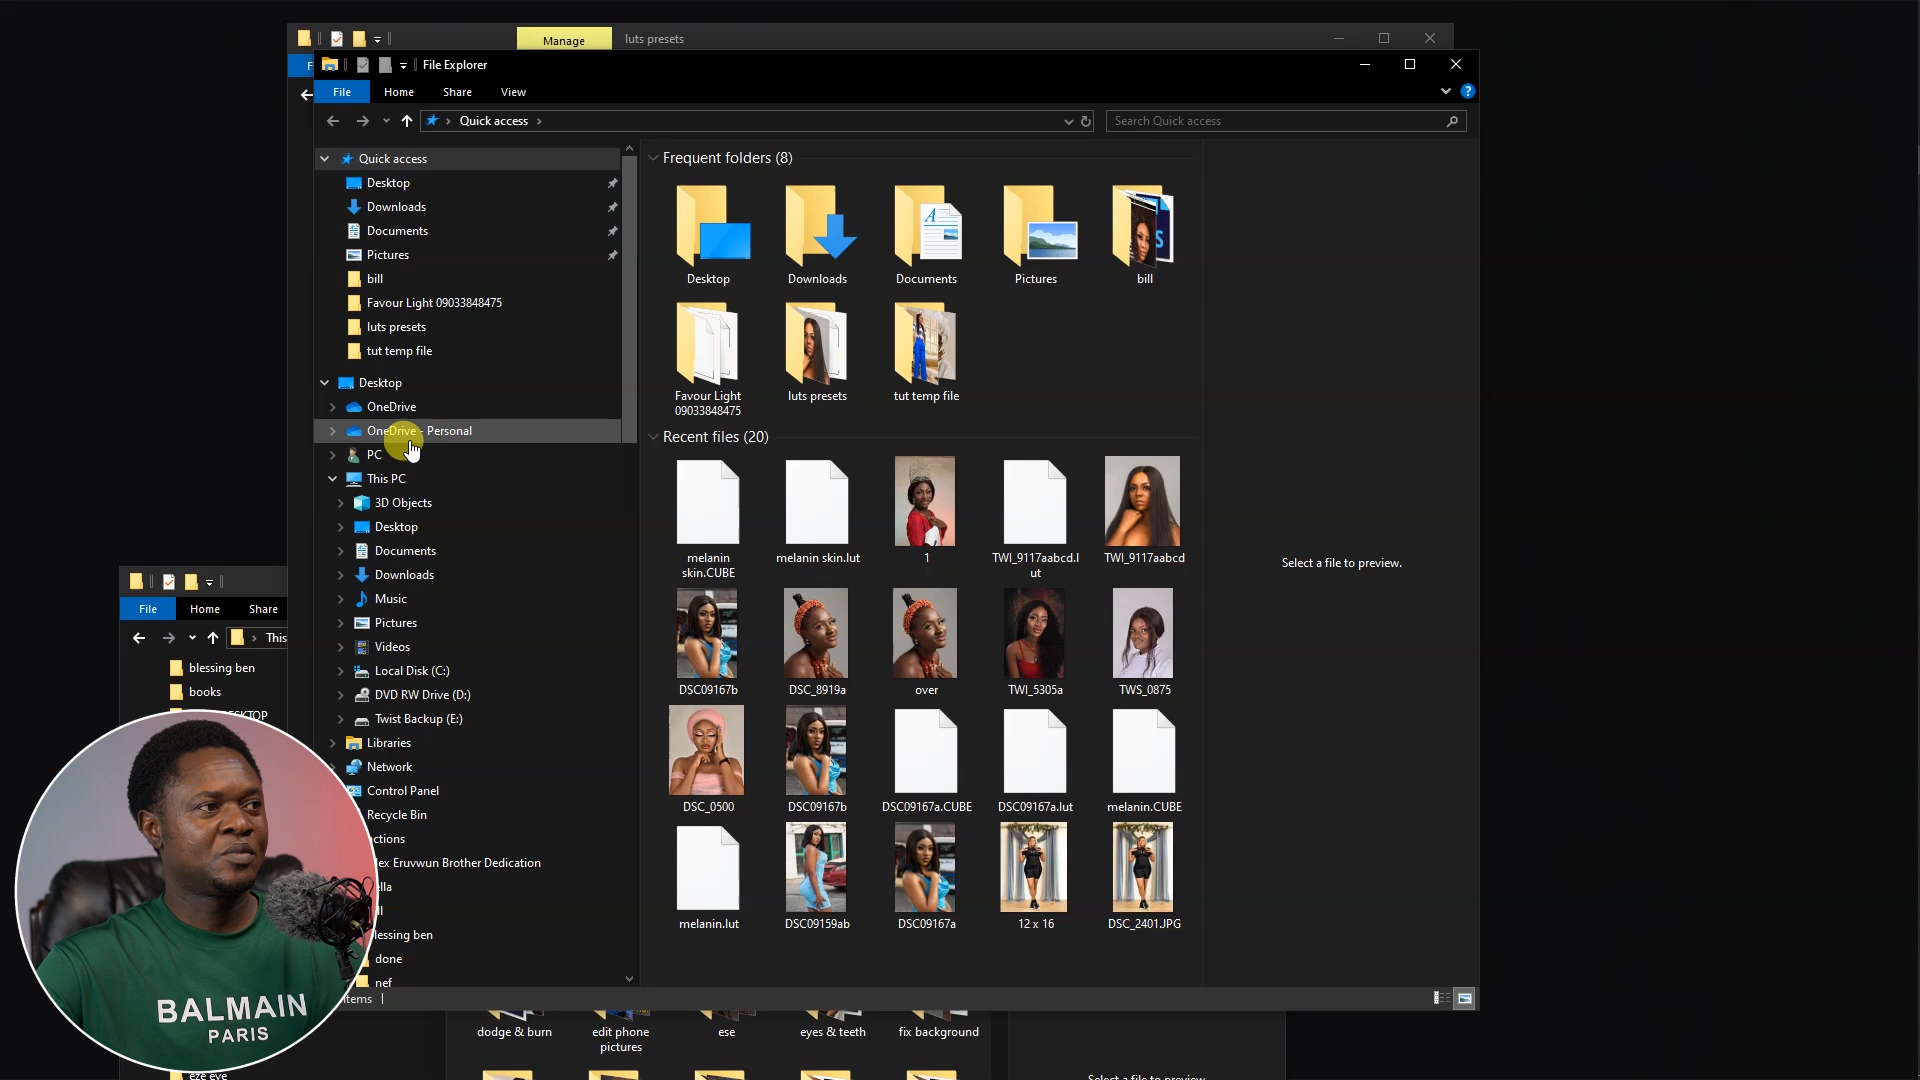 Manage
luts presets
F
File Explorer
File
Home
Share
View
?
Quick access
Search Quick access
Quick access
Desktop
Downloads
Documents
Pictures
bill
Favour Light 09033848475
luts presets
tut temp file
Desktop
OneDrive
OneDrive - Personal
PC
This PC
3D Objects
Desktop
Documents
Downloads
Music
Pictures
Videos
Local Disk (C:)
DVD RW Drive (D:)
Twist Backup (E:)
Libraries
Network
Control Panel
Recycle Bin
ctions
lex Eruvwun Brother Dedication
ella
ll
lessing ben
done
nef
items
Frequent folders (8)
Desktop
Downloads
Documents
Pictures
bill
Favour Light
09033848475
luts presets
tut temp file
Recent files (20)
melanin
skin.CUBE
melanin skin.lut
1
TWI_9117aabcd.l
ut
TWI_9117aabcd
DSC09167b
DSC_8919a
over
TWI_5305a
TWS_0875
DSC_0500
DSC09167b
DSC09167a.CUBE
DSC09167a.lut
melanin.CUBE
melanin.lut
DSC09159ab
DSC09167a
12 x 16
DSC_2401.JPG
Select a file to preview.
File
Home
Share
This
blessing ben
books
DESKTOP
eze eve
BALMAIN
PARIS
dodge & burn
edit phone
pictures
ese
eyes & teeth
fix background
Select a file to preview